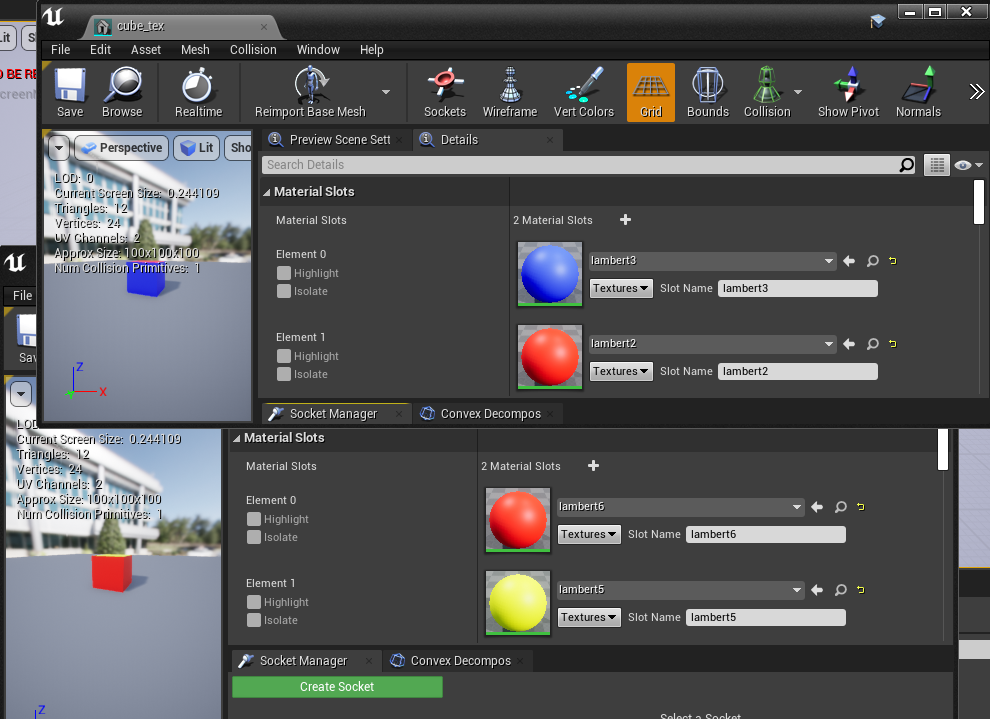 cube_tex
File Edit Asset Mesh Collision Window Help
Save Browse Realtime Reimport Base Mesh Sockets Wireframe Vert Colors Grid Bounds Collision Show Pivot Normals
Perspective Lit Sho
Preview Scene Sett Details
Search Details
LOD: 0
Current Screen Size: 0.244109
Triangles: 12
Vertices: 24
UV Channels: 2
Approx Size: 100x100x100
Num Collision Primitives: 1
Z
X
Material Slots
Material Slots 2 Material Slots
Element 0
Highlight
Isolate
lambert3
Textures Slot Name lambert3
Element 1
Highlight
Isolate
lambert2
Textures Slot Name lambert2
Socket Manager Convex Decompos
Lit
O BE RE
File
Sav
LOD
Current Screen Size: 0.244109
Triangles: 12
Vertices: 24
UV Channels: 2
Approx Size: 100x100x100
Num Collision Primitives: 1
Z
Material Slots
Material Slots 2 Material Slots
Element 0
Highlight
Isolate
lambert6
Textures Slot Name lambert6
Element 1
Highlight
Isolate
lambert5
Textures Slot Name lambert5
Socket Manager Convex Decompos
Create Socket
Select a Socket